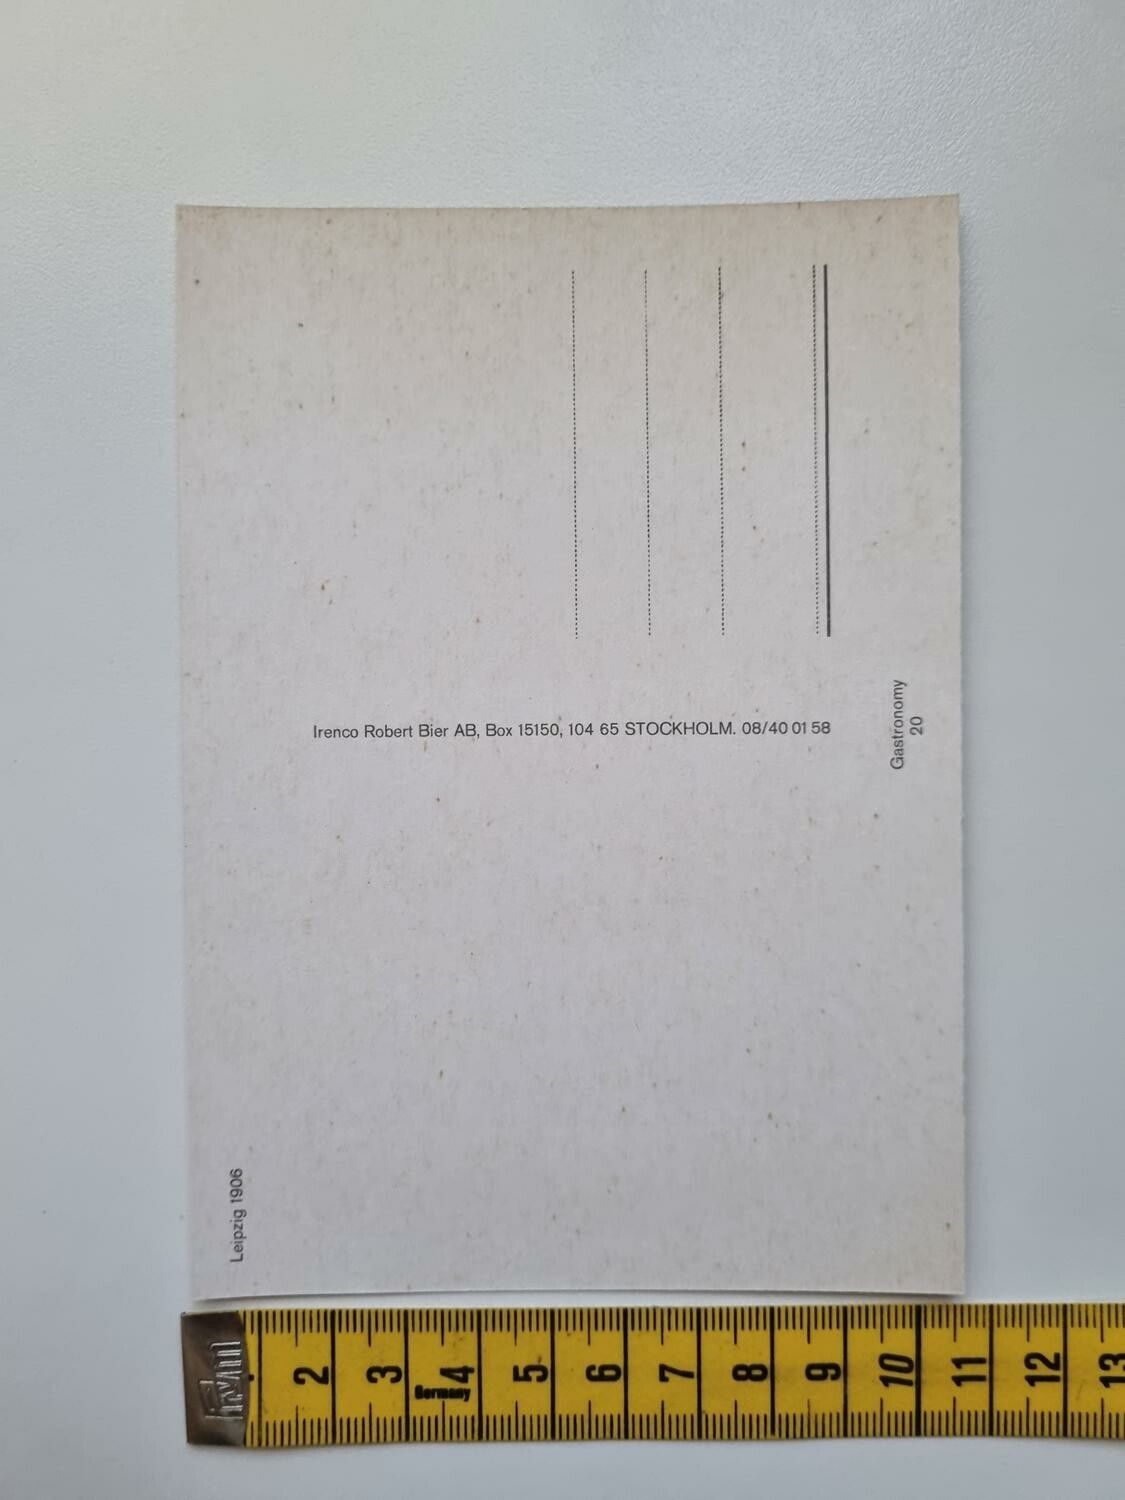 Leipzig 1906
Irenco Robert Bier AB, Box 15150, 104 65 STOCKHOLM. 08/40 01 58
Gastronomy
20
2 3 4 5 6 7 8 9 10 11 12 13
Germany